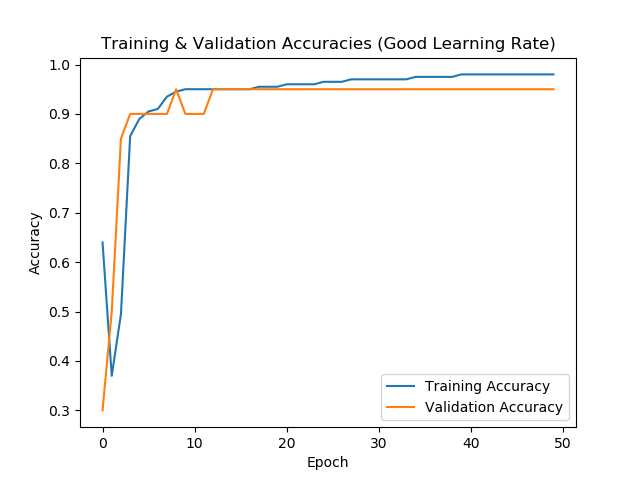 Training & Validation Accuracies (Good Learning Rate)
1.0
0.9
0.8
0.7
0.6
0.5
0.4
0.3
Accuracy
Training Accuracy
Validation Accuracy
0 10 20 30 40 50
Epoch